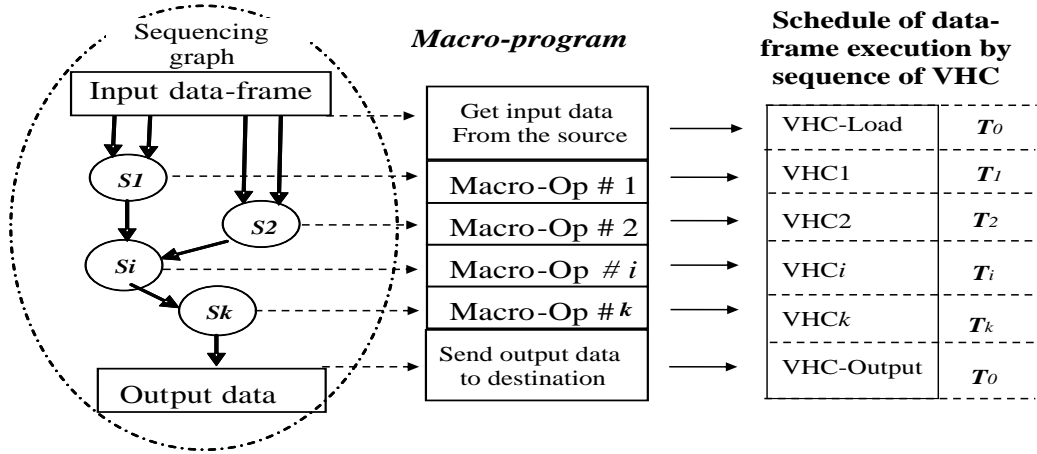 Sequencing
graph
Input data-frame
S1
S2
Si
Sk
Output data
Macro-program
Get input data
From the source
Macro-Op # 1
Macro-Op # 2
Macro-Op # i
Macro-Op # k
Send output data
to destination
Schedule of data-
frame execution by
sequence of VHC
VHC-Load T0
VHC1 T1
VHC2 T2
VHCi Ti
VHCk Tk
VHC-Output T0